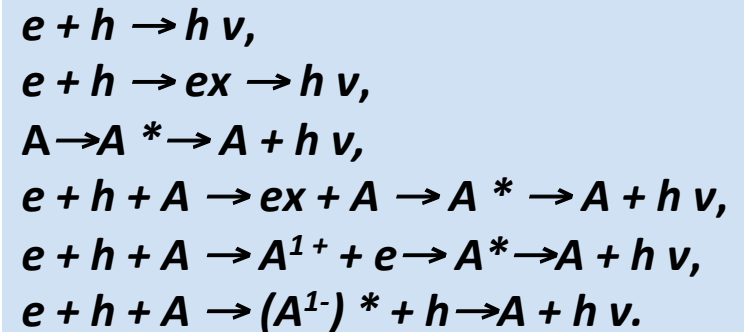 e + h → h ν,
e + h → ex → h ν,
A → A * → A + h ν,
e + h + A → ex + A → A * → A + h ν,
e + h + A → A¹⁺ + e → A* → A + h ν,
e + h + A → (A¹⁻) * + h → A + h ν.